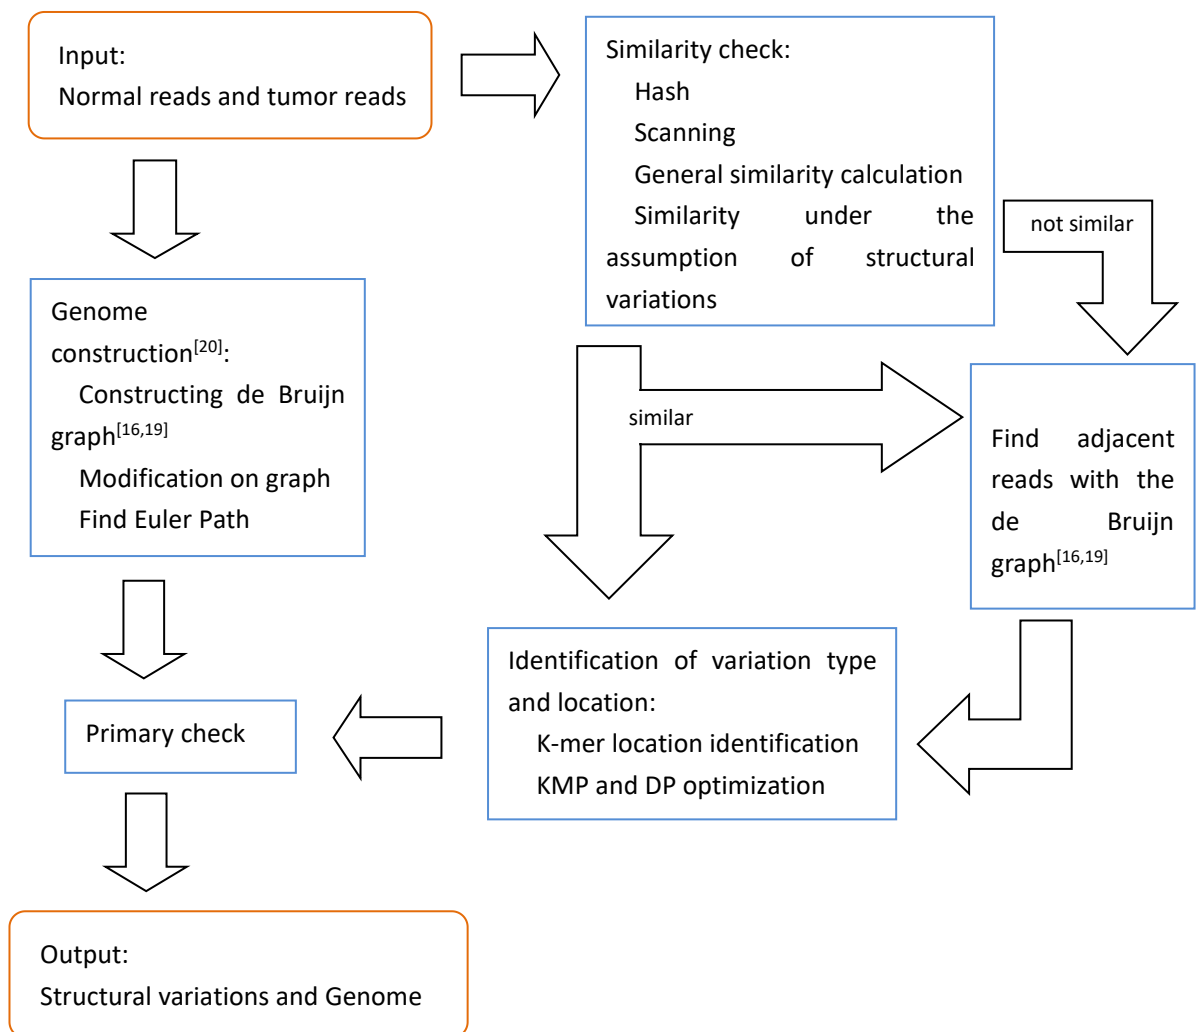 Input:
Normal reads and tumor reads
Similarity check:
Hash
Scanning
General similarity calculation
Similarity under the
assumption of structural
variations
not similar
similar
Genome
construction[20]:
Constructing de Bruijn
graph[16,19]
Modification on graph
Find Euler Path
Find adjacent
reads with the
de Bruijn
graph[16,19]
Identification of variation type
and location:
K-mer location identification
KMP and DP optimization
Primary check
Output:
Structural variations and Genome